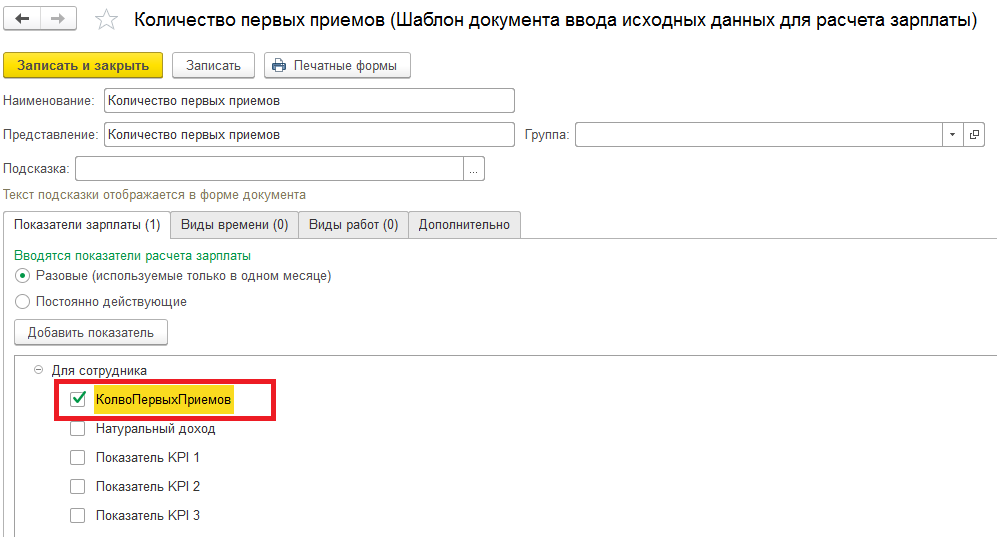 Количество первых приемов (Шаблон документа ввода исходных данных для расчета зарплаты)
Записать и закрыть Записать Печатные формы
Наименование: Количество первых приемов
Представление: Количество первых приемов Группа:
Подсказка: ...
Текст подсказки отображается в форме документа
Показатели зарплаты (1) Виды времени (0) Виды работ (0) Дополнительно
Вводятся показатели расчета зарплаты
Разовые (используемые только в одном месяце)
Постоянно действующие
Добавить показатель
Для сотрудника
КолвоПервыхПриемов
Натуральный доход
Показатель KPI 1
Показатель KPI 2
Показатель KPI 3